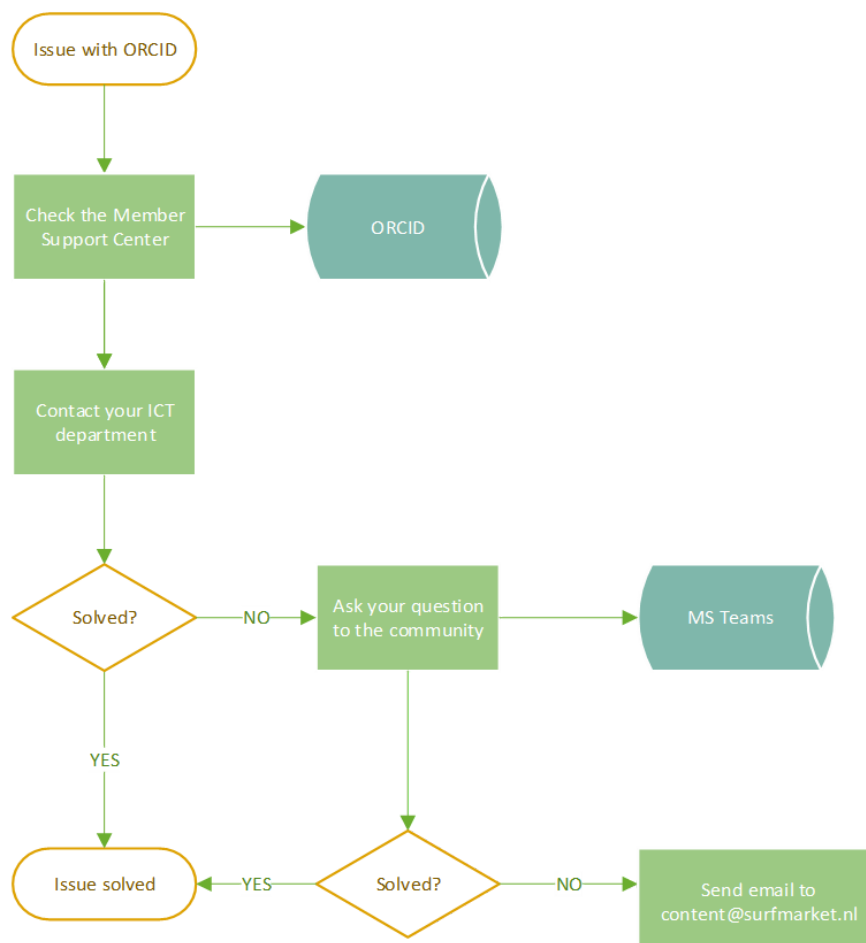 Issue with ORCID
Check the Member
Support Center
ORCID
Contact your ICT
department
Solved?
NO
Ask your question
to the community
MS Teams
YES
Issue solved
YES
Solved?
NO
Send email to
content@surfmarket.nl